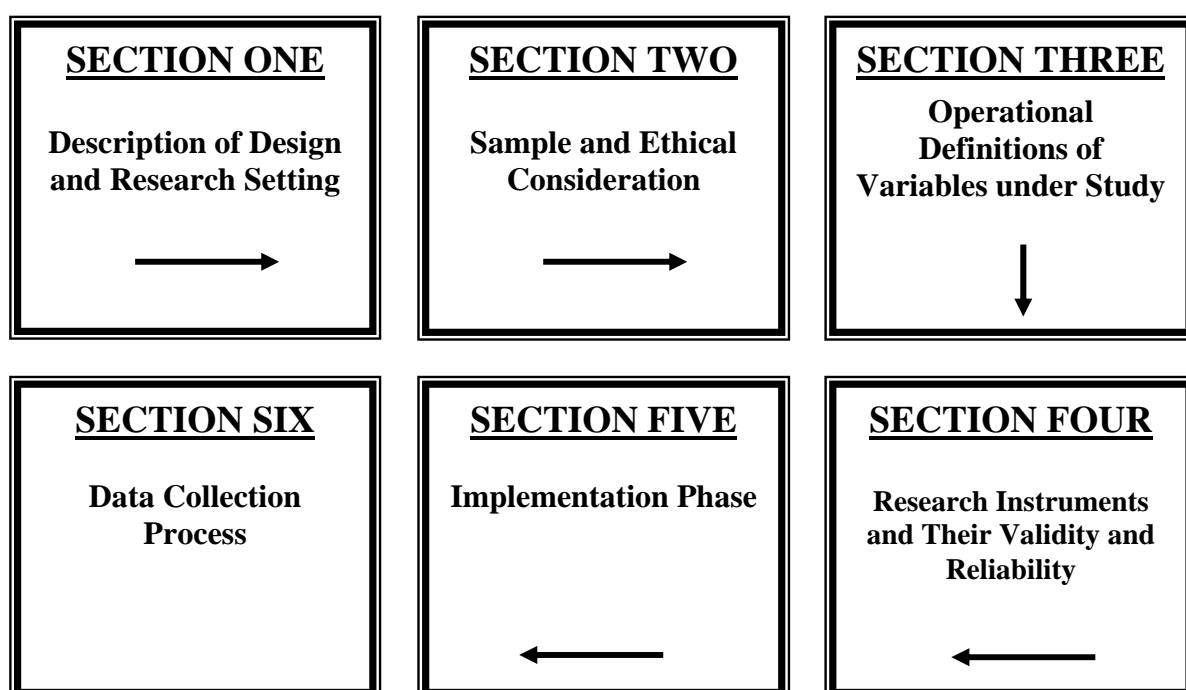 SECTION ONE
Description of Design
and Research Setting
SECTION TWO
Sample and Ethical
Consideration
SECTION THREE
Operational
Definitions of
Variables under Study
SECTION SIX
Data Collection
Process
SECTION FIVE
Implementation Phase
SECTION FOUR
Research Instruments
and Their Validity and
Reliability